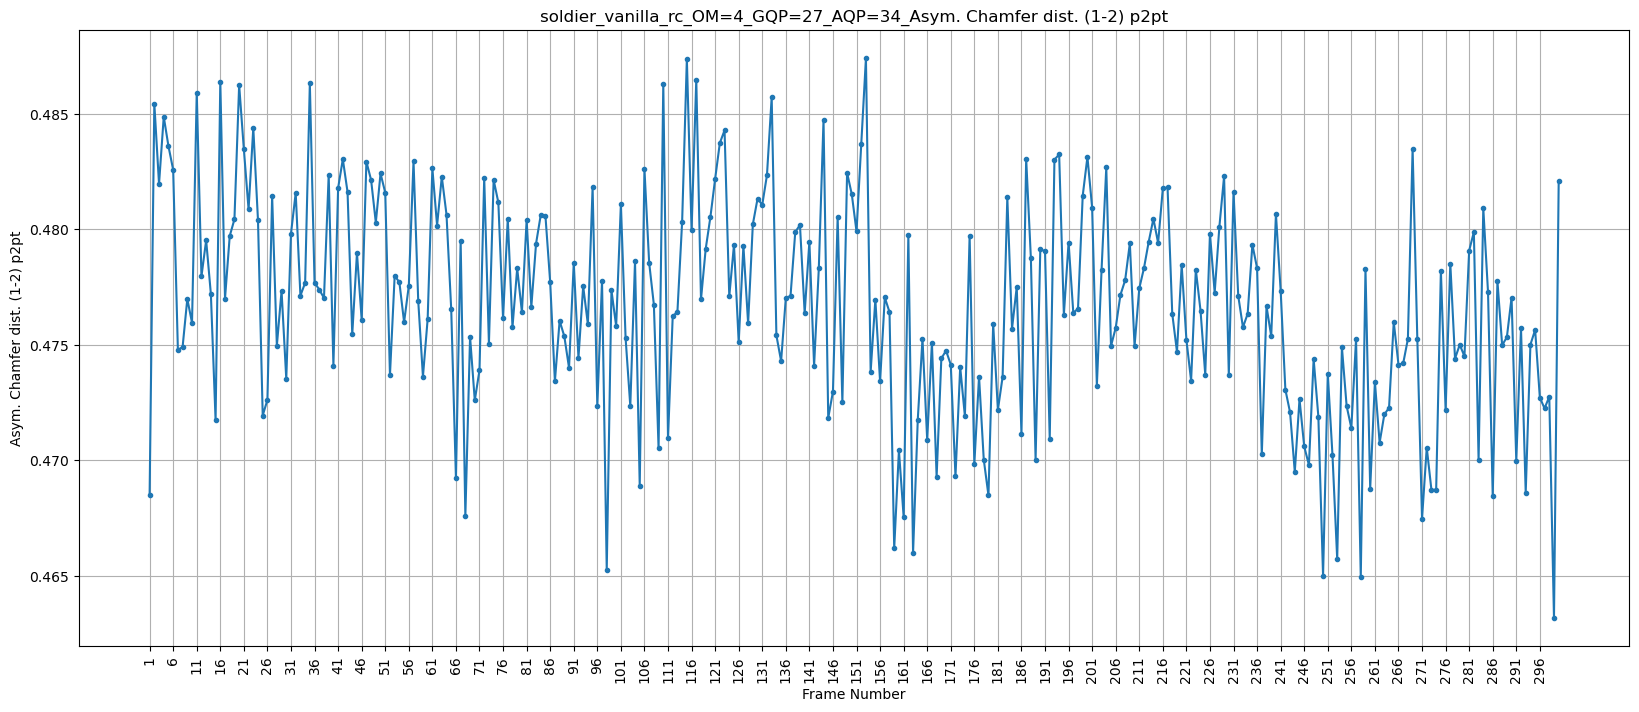 soldier_vanilla_rc_OM=4_GQP=27_AQP=34_Asym. Chamfer dist. (1-2) p2pt
Asym. Chamfer dist. (1-2) p2pt
0.485
0.480
0.475
0.470
0.465
1 6 11 16 21 26 31 36 41 46 51 56 61 66 71 76 81 86 91 96 101 106 111 116 121 126 131 136 141 146 151 156 161 166 171 176 181 186 191 196 201 206 211 216 221 226 231 236 241 246 251 256 261 266 271 276 281 286 291 296
Frame Number